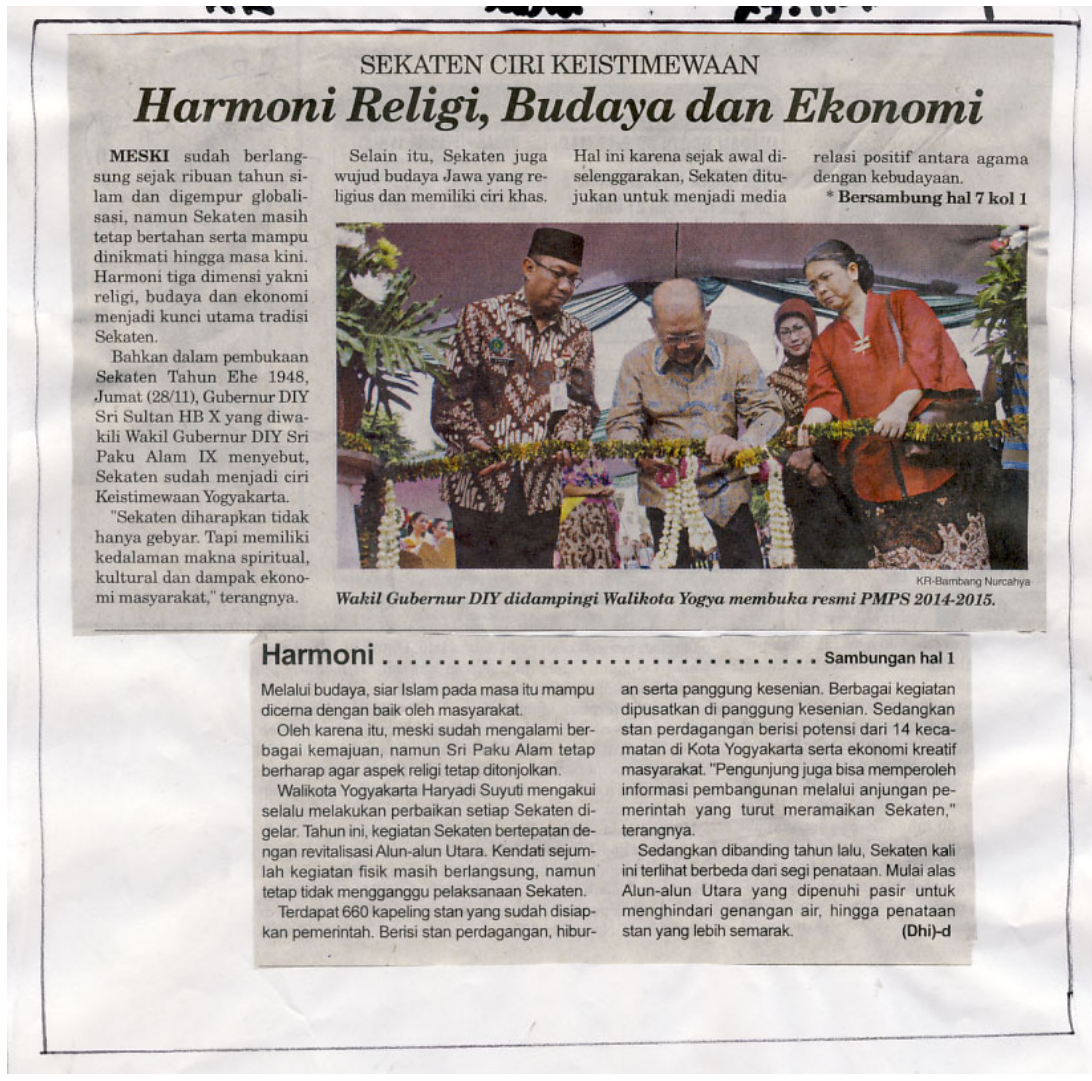 SEKATEN CIRI KEISTIMEWAAN
Harmoni Religi, Budaya dan Ekonomi
MESKI sudah berlang-
sung sejak ribuan tahun si-
lam dan digempur globali-
sasi, namun Sekaten masih
tetap bertahan serta mampu
dinikmati hingga masa kini.
Harmoni tiga dimensi yakni
religi, budaya dan ekonomi
menjadi kunci utama tradisi
Sekaten.
Bahkan dalam pembukaan
Sekaten Tahun Ehe 1948,
Jumat (28/11), Gubernur DIY
Sri Sultan HB X yang diwa-
kili Wakil Gubernur DIY Sri
Paku Alam IX menyebut,
Sekaten sudah menjadi ciri
Keistimewaan Yogyakarta.
"Sekaten diharapkan tidak
hanya gebyar. Tapi memiliki
kedalaman makna spiritual,
kultural dan dampak ekono-
mi masyarakat," terangnya.
Selain itu, Sekaten juga
wujud budaya Jawa yang re-
ligius dan memiliki ciri khas.
Hal ini karena sejak awal di-
selenggarakan, Sekaten ditu-
jukan untuk menjadi media
relasi positif antara agama
dengan kebudayaan.
* Bersambung hal 7 kol 1
KR-Bambang Nurcahya
Wakil Gubernur DIY didampingi Walikota Yogya membuka resmi PMPS 2014-2015.
Harmoni . . . . . . . . . . . . . . . . . . . . . . . . . . . . . . . Sambungan hal 1
Melalui budaya, siar Islam pada masa itu mampu
dicerna dengan baik oleh masyarakat.
Oleh karena itu, meski sudah mengalami ber-
bagai kemajuan, namun Sri Paku Alam tetap
berharap agar aspek religi tetap ditonjolkan.
Walikota Yogyakarta Haryadi Suyuti mengakui
selalu melakukan perbaikan setiap Sekaten di-
gelar. Tahun ini, kegiatan Sekaten bertepatan de-
ngan revitalisasi Alun-alun Utara. Kendati sejum-
lah kegiatan fisik masih berlangsung, namun
tetap tidak mengganggu pelaksanaan Sekaten.
Terdapat 660 kapeling stan yang sudah disiap-
kan pemerintah. Berisi stan perdagangan, hibur-
an serta panggung kesenian. Berbagai kegiatan
dipusatkan di panggung kesenian. Sedangkan
stan perdagangan berisi potensi dari 14 keca-
matan di Kota Yogyakarta serta ekonomi kreatif
masyarakat. "Pengunjung juga bisa memperoleh
informasi pembangunan melalui anjungan pe-
merintah yang turut meramaikan Sekaten,"
terangnya.
Sedangkan dibanding tahun lalu, Sekaten kali
ini terlihat berbeda dari segi penataan. Mulai alas
Alun-alun Utara yang dipenuhi pasir untuk
menghindari genangan air, hingga penataan
stan yang lebih semarak. (Dhi)-d